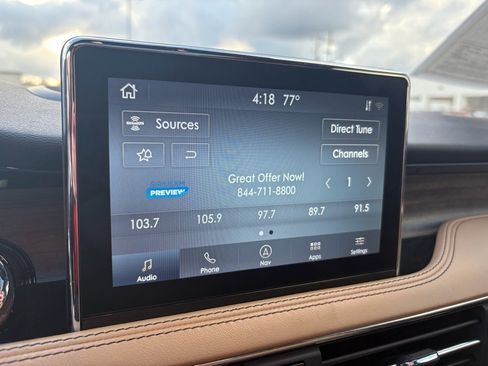 4:18 77°
Sources
Direct Tune
Channels
PREVIEW
Great Offer Now!
844-711-8800
1
103.7 105.9 97.7 89.7 91.5
Audio Phone Nav Apps Settings